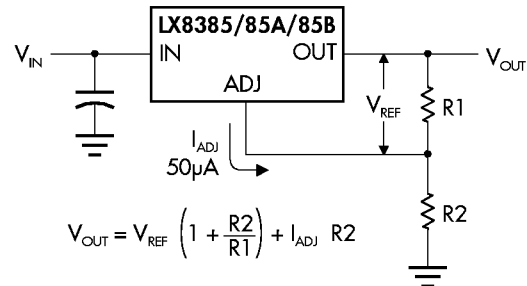 LX8385/85A/85B
IN OUT
ADJ
V_IN
V_OUT
V_REF
R1
I_ADJ
50µA
R2
V_OUT = V_REF (1 + R2/R1) + I_ADJ R2